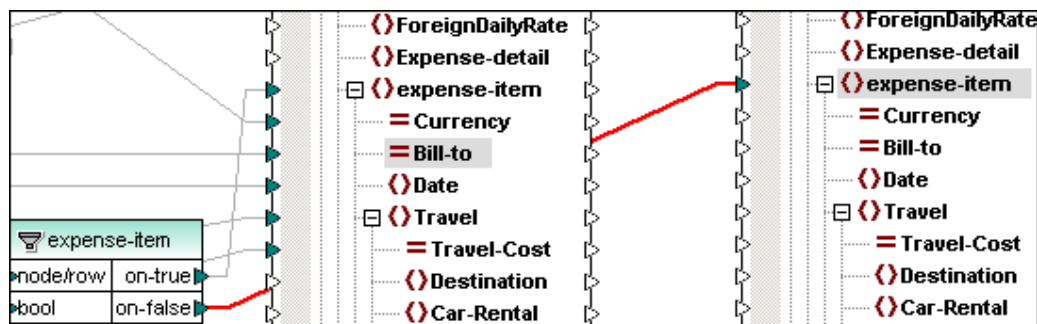 ForeignDailyRate
Expense-detail
expense-item
Currency
Bill-to
Date
Travel
Travel-Cost
Destination
Car-Rental
expense-item
node/row on-true
bool on-false
ForeignDailyRate
Expense-detail
expense-item
Currency
Bill-to
Date
Travel
Travel-Cost
Destination
Car-Rental